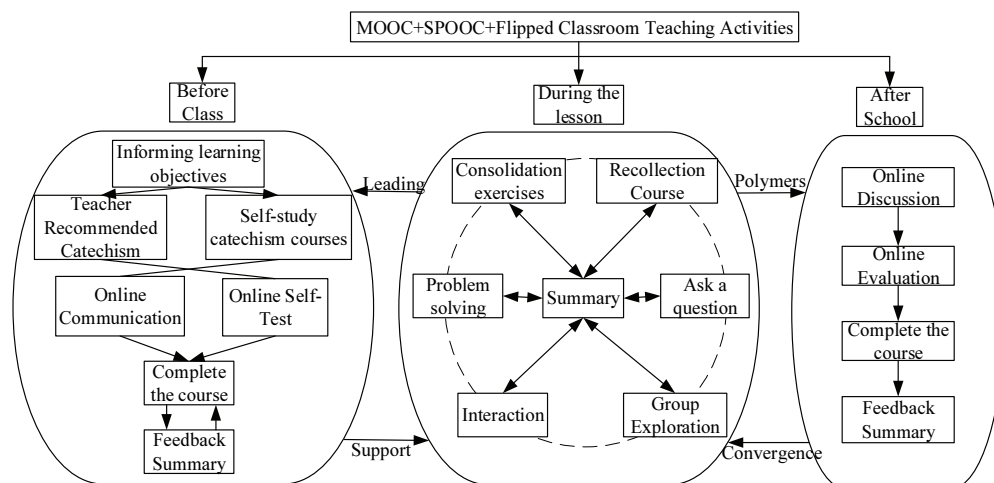 MOOC+SPOOC+Flipped Classroom Teaching Activities
Before
Class
During the
lesson
After
School
Informing learning
objectives
Teacher
Recommended
Catechism
Self-study
catechism courses
Online
Communication
Online Self-
Test
Complete
the course
Feedback
Summary
Leading
Support
Consolidation
exercises
Recollection
Course
Problem
solving
Summary
Ask a
question
Interaction
Group
Exploration
Polymers
Convergence
Online
Discussion
Online
Evaluation
Complete the
course
Feedback
Summary